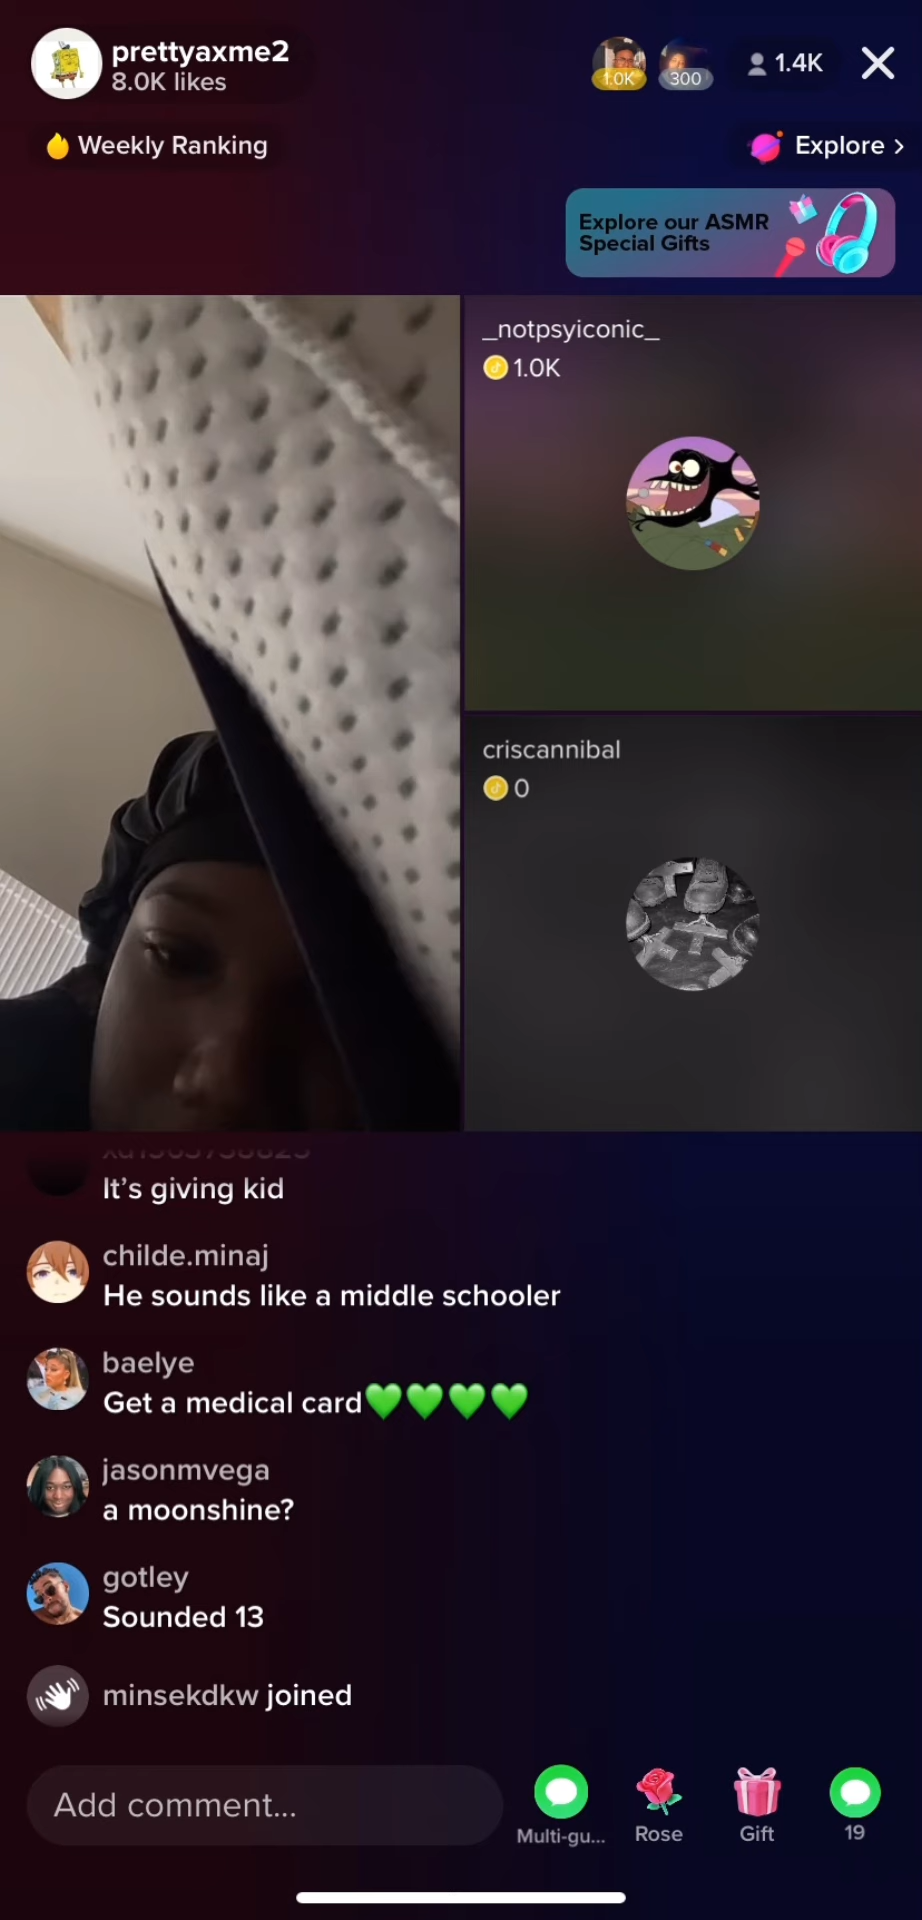 prettyaxme2
8.0K likes
1.0K
300
1.4K
Weekly Ranking
Explore >
Explore our ASMR
Special Gifts
_notpsyiconic_
1.0K
criscannibal
0
It's giving kid
childe.minaj
He sounds like a middle schooler
baelye
Get a medical card💚💚💚💚
jasonmvega
a moonshine?
gotley
Sounded 13
minsekdkw joined
Add comment...
Multi-gu...
Rose
Gift
19